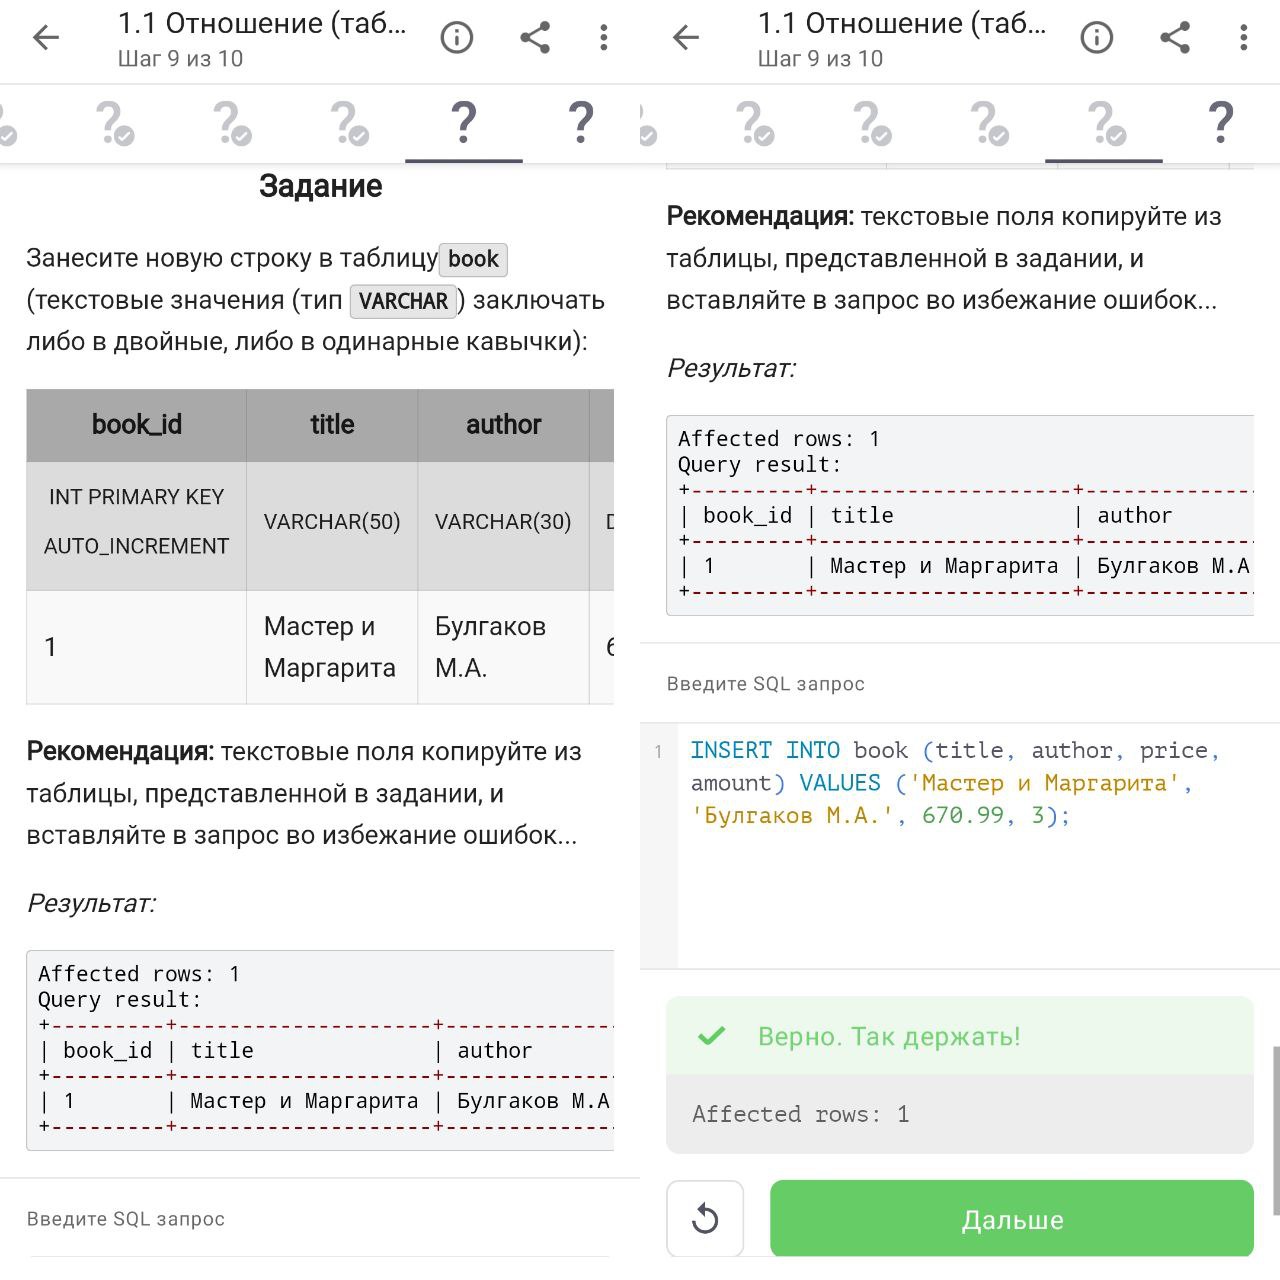 1.1 Отношение (таб...
Шаг 9 из 10
Задание
Занесите новую строку в таблицу book
(текстовые значения (тип VARCHAR) заключать
либо в двойные, либо в одинарные кавычки):
book_id title author
INT PRIMARY KEY
AUTO_INCREMENT
VARCHAR(50) VARCHAR(30)
1
Мастер и
Маргарита
Булгаков
М.А.
Рекомендация: текстовые поля копируйте из
таблицы, представленной в задании, и
вставляйте в запрос во избежание ошибок...
Результат:
Affected rows: 1
Query result:
+---------+--------------------+--------------
| book_id | title              | author
+---------+--------------------+--------------
| 1       | Мастер и Маргарита | Булгаков М.А
+---------+--------------------+--------------
Введите SQL запрос
1.1 Отношение (таб...
Шаг 9 из 10
Рекомендация: текстовые поля копируйте из
таблицы, представленной в задании, и
вставляйте в запрос во избежание ошибок...
Результат:
Affected rows: 1
Query result:
+---------+--------------------+--------------
| book_id | title              | author
+---------+--------------------+--------------
| 1       | Мастер и Маргарита | Булгаков М.А
+---------+--------------------+--------------
Введите SQL запрос
1 INSERT INTO book (title, author, price,
amount) VALUES ('Мастер и Маргарита',
'Булгаков М.А.', 670.99, 3);
Верно. Так держать!
Affected rows: 1
Дальше